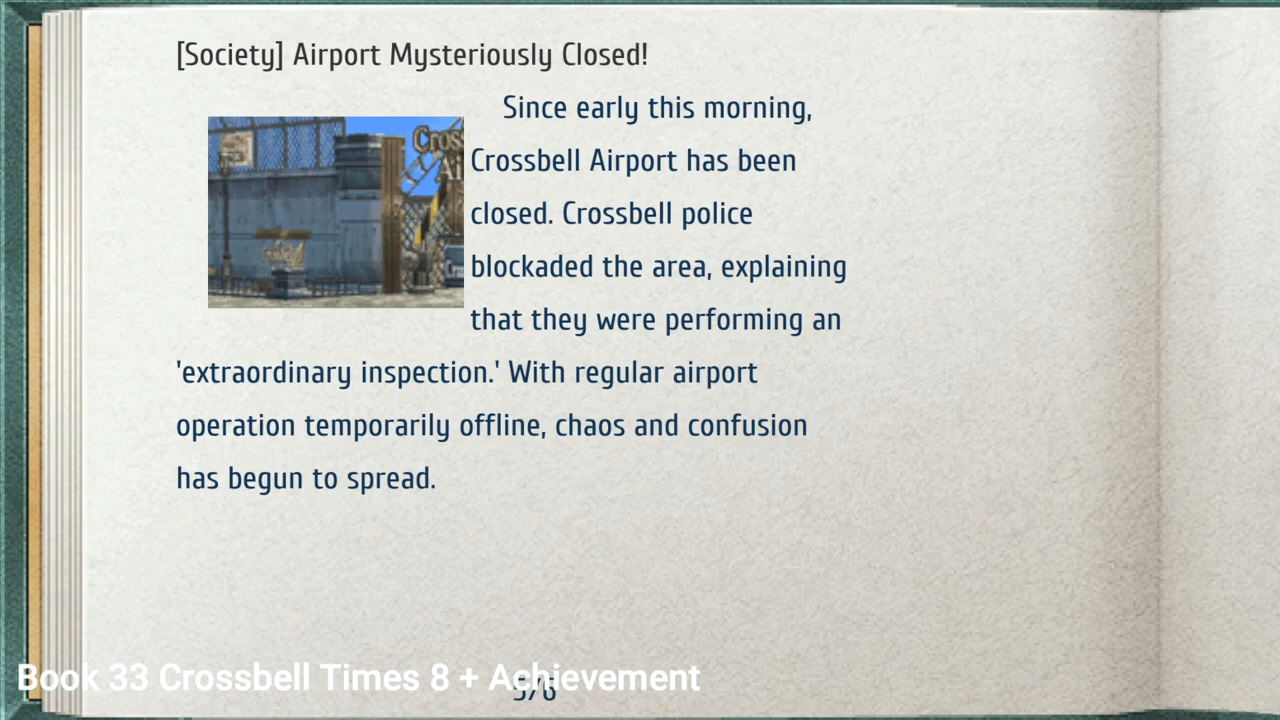 [Society] Airport Mysteriously Closed!
Since early this morning,
Crossbell Airport has been
closed. Crossbell police
blockaded the area, explaining
that they were performing an
'extraordinary inspection.' With regular airport
operation temporarily offline, chaos and confusion
has begun to spread.
Book 33 Crossbell Times 8 + Achievement
5/6